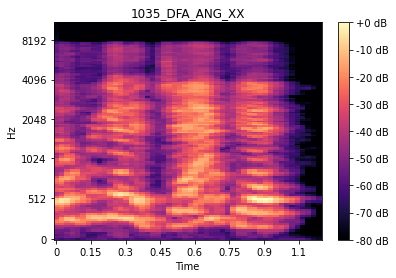 1035_DFA_ANG_XX
Hz
8192
4096
2048
1024
512
0
0 0.15 0.3 0.45 0.6 0.75 0.9 1.1
Time
+0 dB
-10 dB
-20 dB
-30 dB
-40 dB
-50 dB
-60 dB
-70 dB
-80 dB